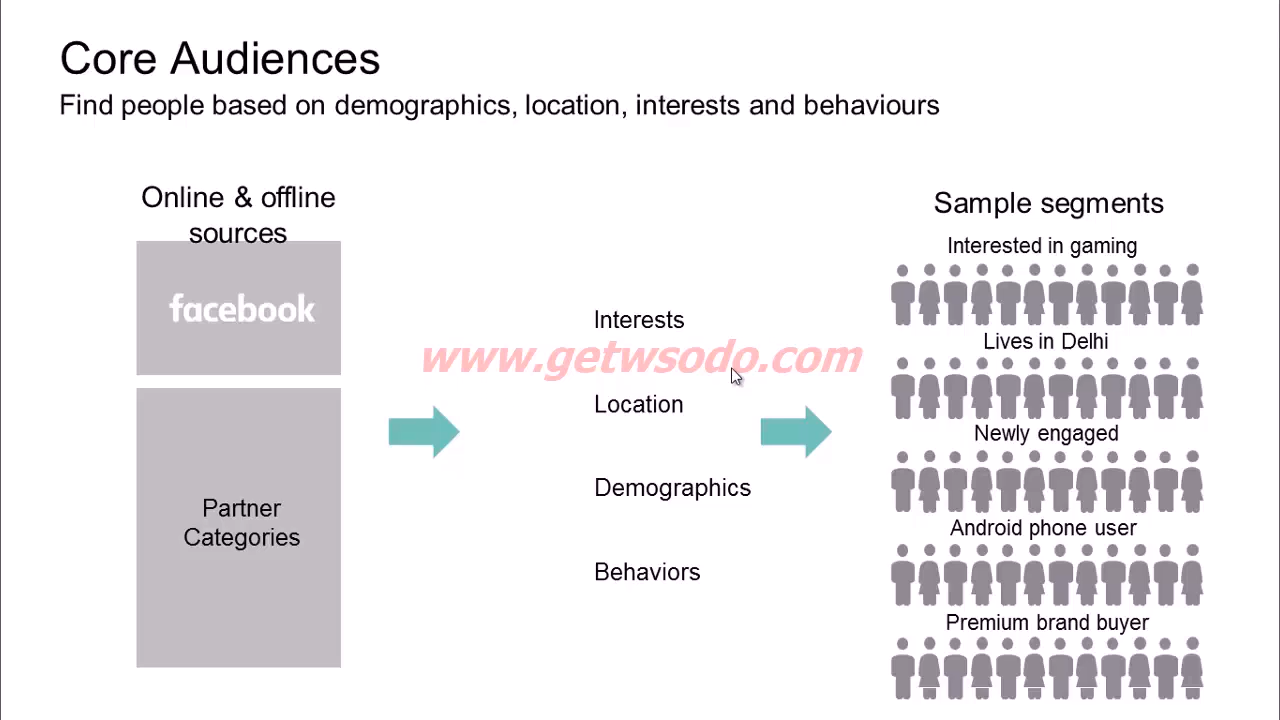 Core Audiences
Find people based on demographics, location, interests and behaviours
Online & offline
sources
facebook
Partner
Categories
Interests
www.getwsodo.com
Location
Demographics
Behaviors
Sample segments
Interested in gaming
Lives in Delhi
Newly engaged
Android phone user
Premium brand buyer